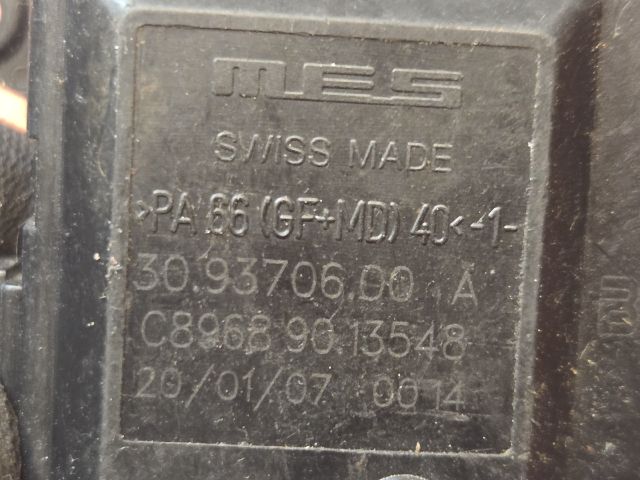 MES
SWISS MADE
>PA 66 (GF+MD) 40<-1-
30.93706.00 A
C8968 90.13548
20/01/07 0014